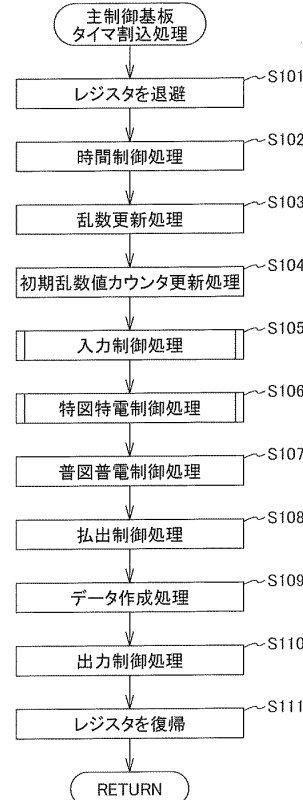 主制御基板
タイマ割込処理
S101
レジスタを退避
S102
時間制御処理
S103
乱数更新処理
S104
初期乱数値カウンタ更新処理
S105
入力制御処理
S106
特図特電制御処理
S107
普図普電制御処理
S108
払出制御処理
S109
データ作成処理
S110
出力制御処理
S111
レジスタを復帰
RETURN